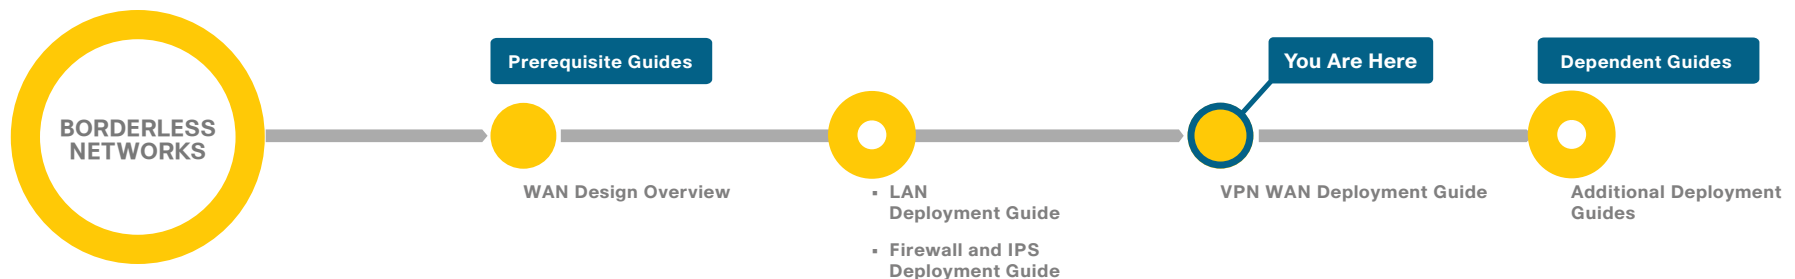 BORDERLESS
NETWORKS
Prerequisite Guides
You Are Here
Dependent Guides
WAN Design Overview
▪ LAN
Deployment Guide
▪ Firewall and IPS
Deployment Guide
VPN WAN Deployment Guide
Additional Deployment
Guides